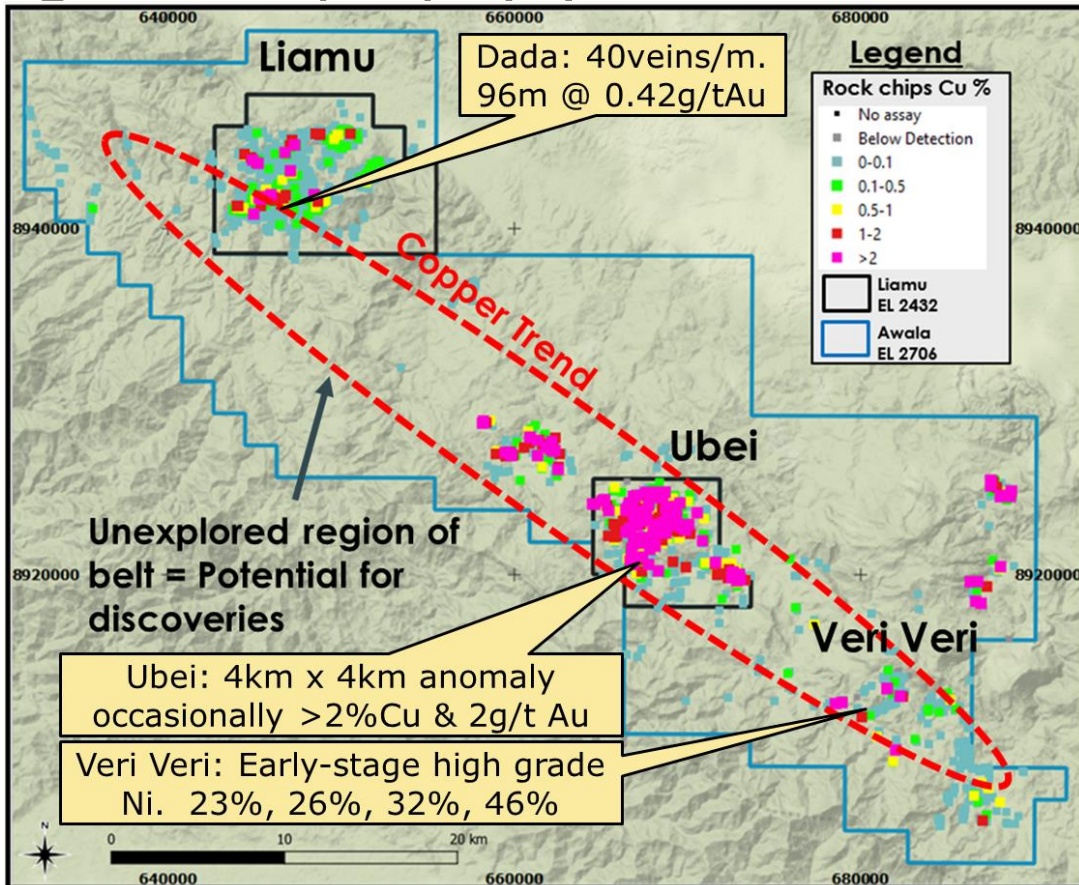 640000
660000
680000
Liamu
Dada: 40veins/m.
96m @ 0.42g/tAu
Legend
Rock chips Cu %
No assay
Below Detection
0-0.1
0.1-0.5
0.5-1
1-2
>2
Liamu
EL 2432
Awala
EL 2706
8940000
8940000
Copper Trend
Ubei
Unexplored region of
belt = Potential for
discoveries
8920000
8920000
Veri Veri
Ubei: 4km x 4km anomaly
occasionally >2%Cu & 2g/t Au
Veri Veri: Early-stage high grade
Ni. 23%, 26%, 32%, 46%
N
0
10
20 km
640000
660000
680000